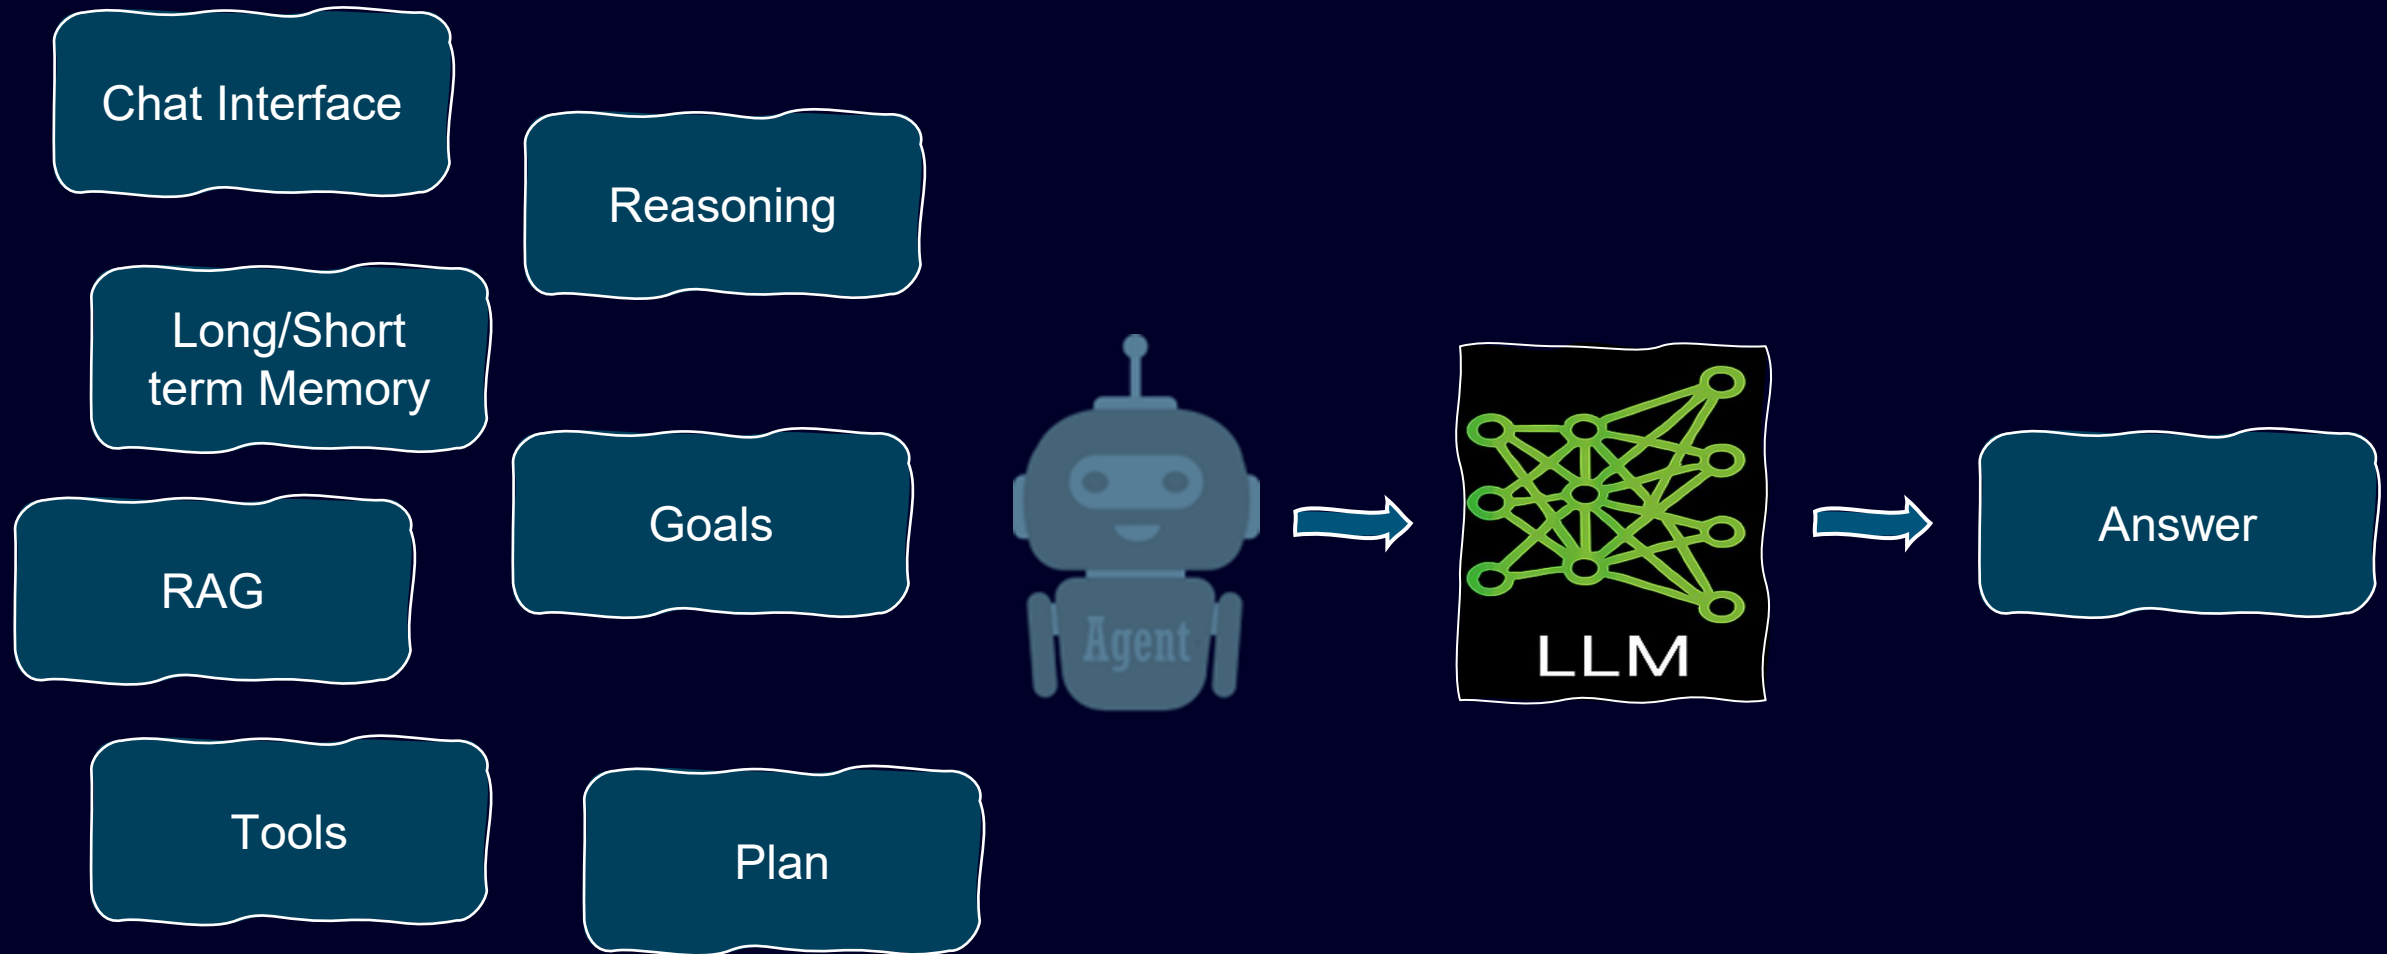 Chat Interface
Reasoning
Long/Short
term Memory
Goals
RAG
Tools
Plan
Agent
LLM
Answer